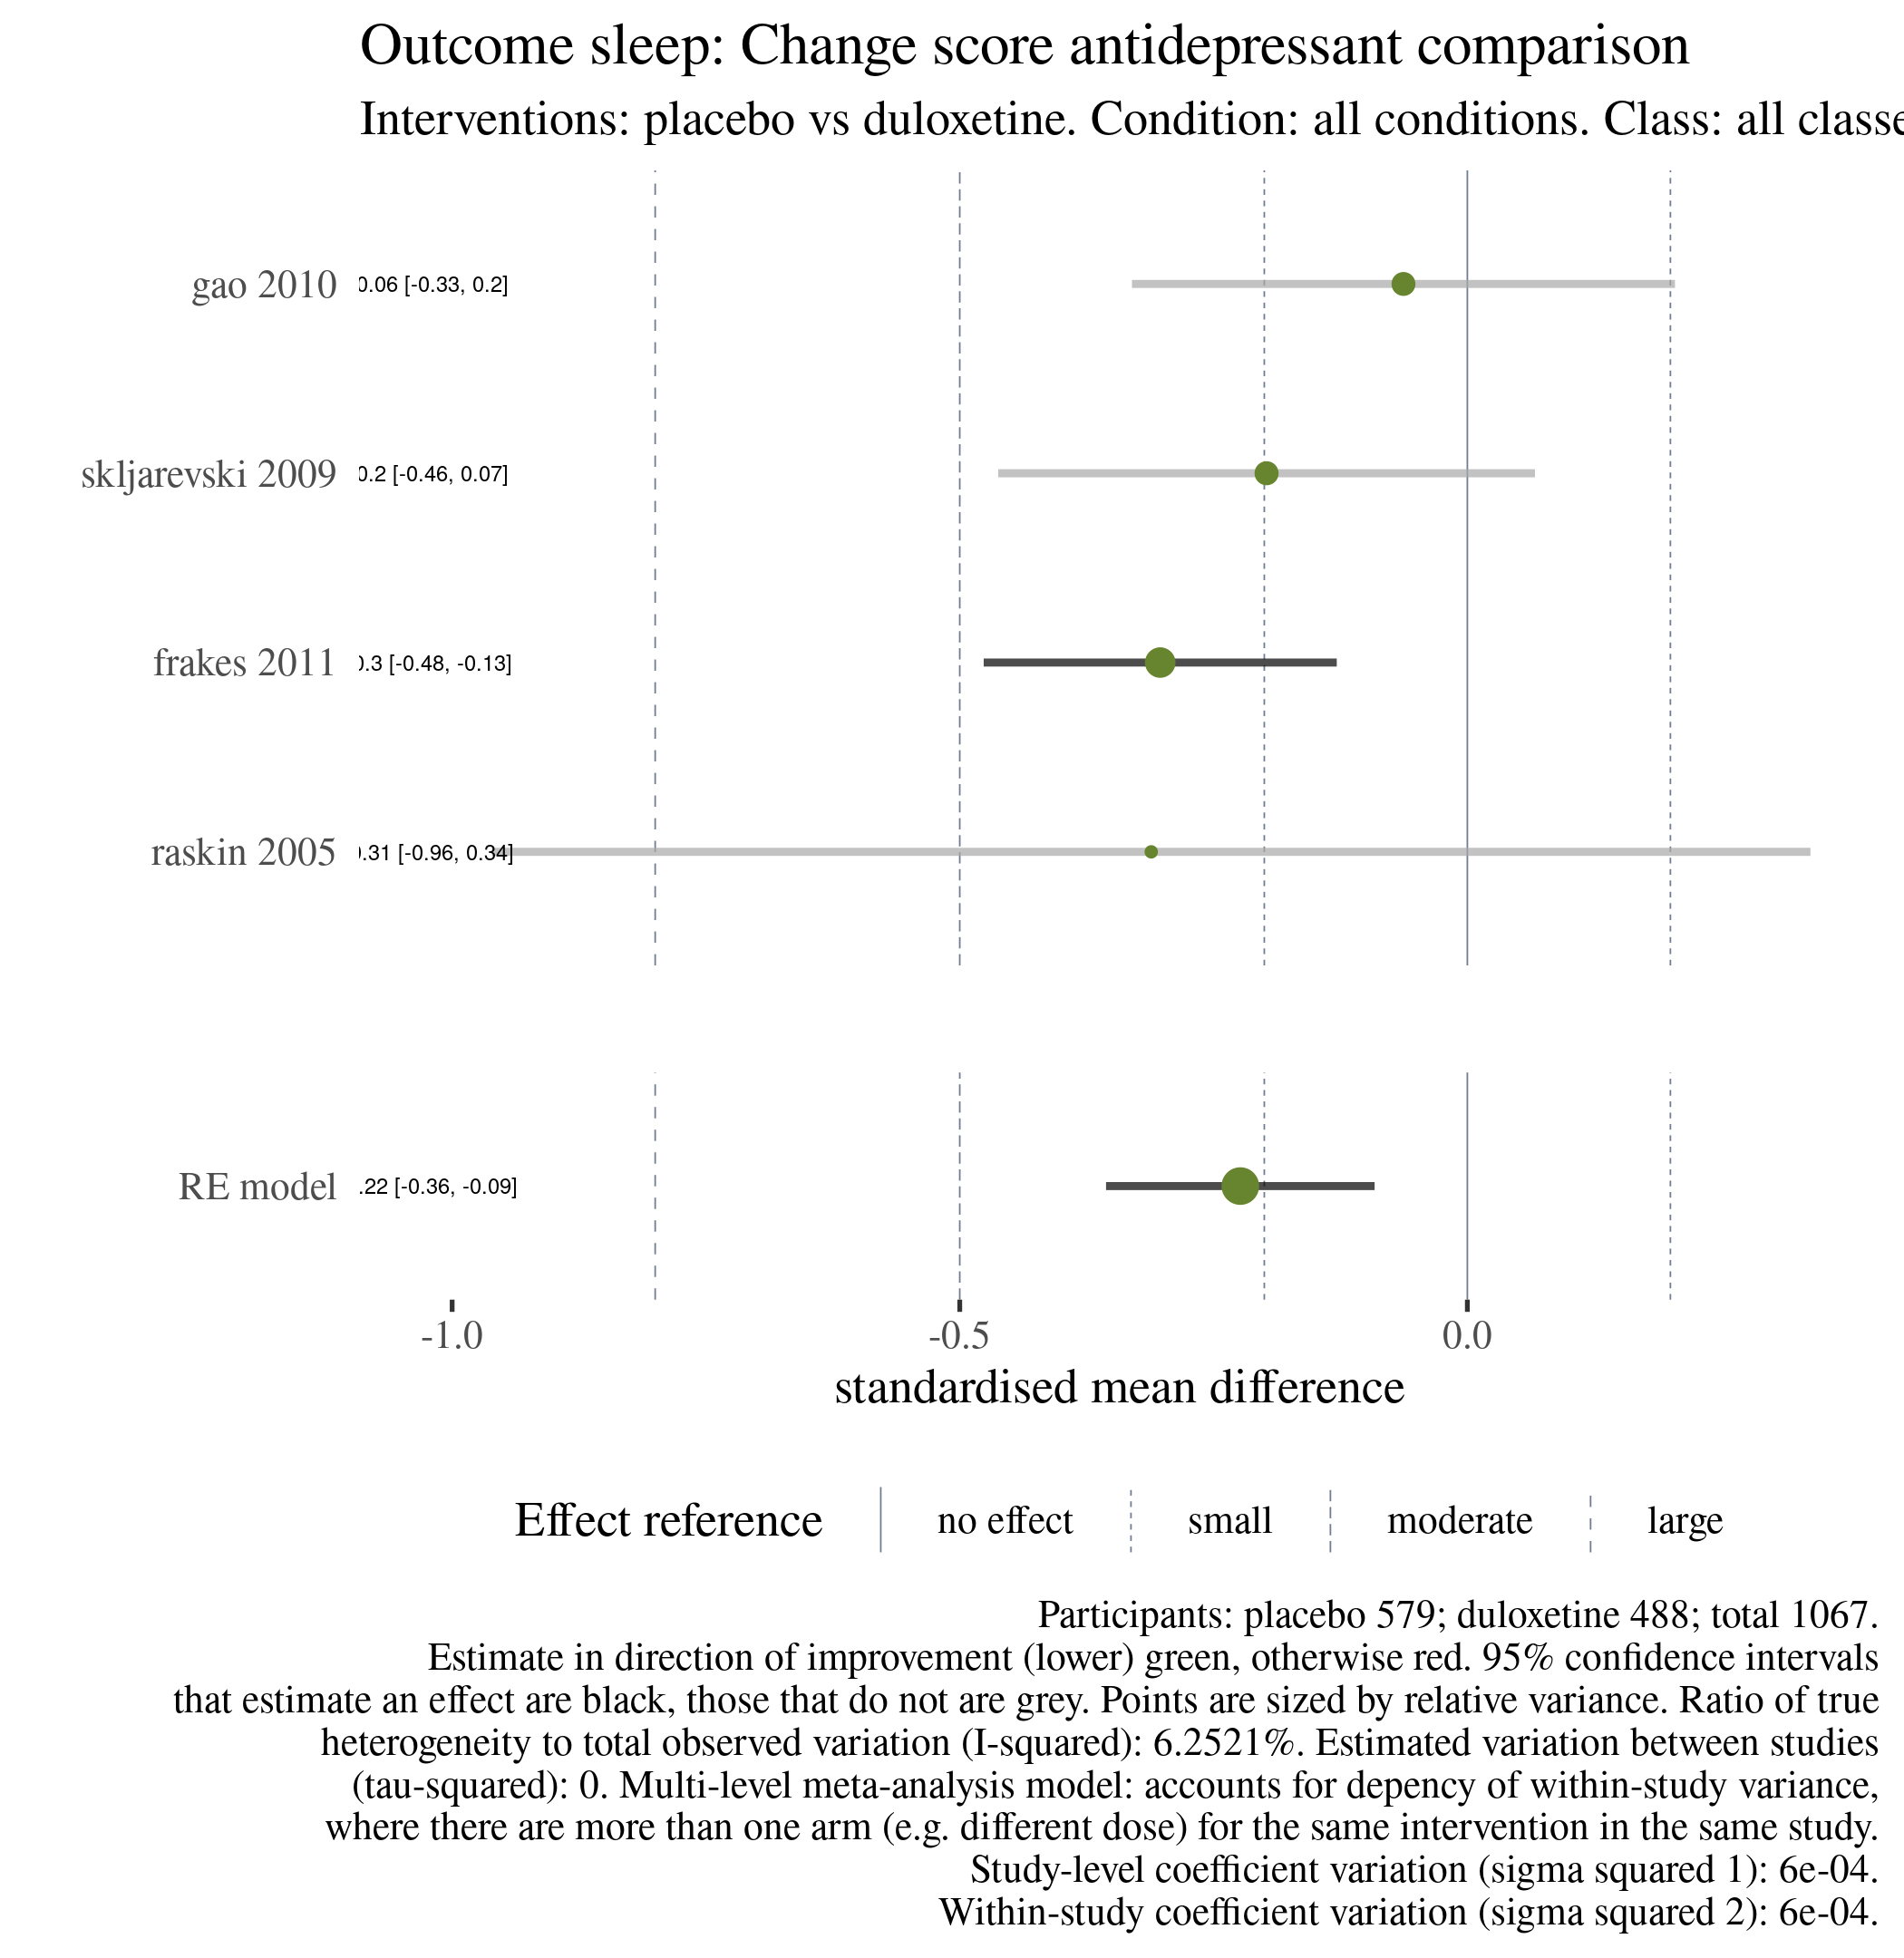 Outcome sleep: Change score antidepressant comparison
Interventions: placebo vs duloxetine. Condition: all conditions. Class: all classe
gao 2010 0.06 [-0.33, 0.2]
skljarevski 2009 0.2 [-0.46, 0.07]
frakes 2011 0.3 [-0.48, -0.13]
raskin 2005 0.31 [-0.96, 0.34]
RE model .22 [-0.36, -0.09]
-1.0 -0.5 0.0
standardised mean difference
Effect reference no effect small moderate large
Participants: placebo 579; duloxetine 488; total 1067.
Estimate in direction of improvement (lower) green, otherwise red. 95% confidence intervals
that estimate an effect are black, those that do not are grey. Points are sized by relative variance. Ratio of true
heterogeneity to total observed variation (I-squared): 6.2521%. Estimated variation between studies
(tau-squared): 0. Multi-level meta-analysis model: accounts for depency of within-study variance,
where there are more than one arm (e.g. different dose) for the same intervention in the same study.
Study-level coefficient variation (sigma squared 1): 6e-04.
Within-study coefficient variation (sigma squared 2): 6e-04.